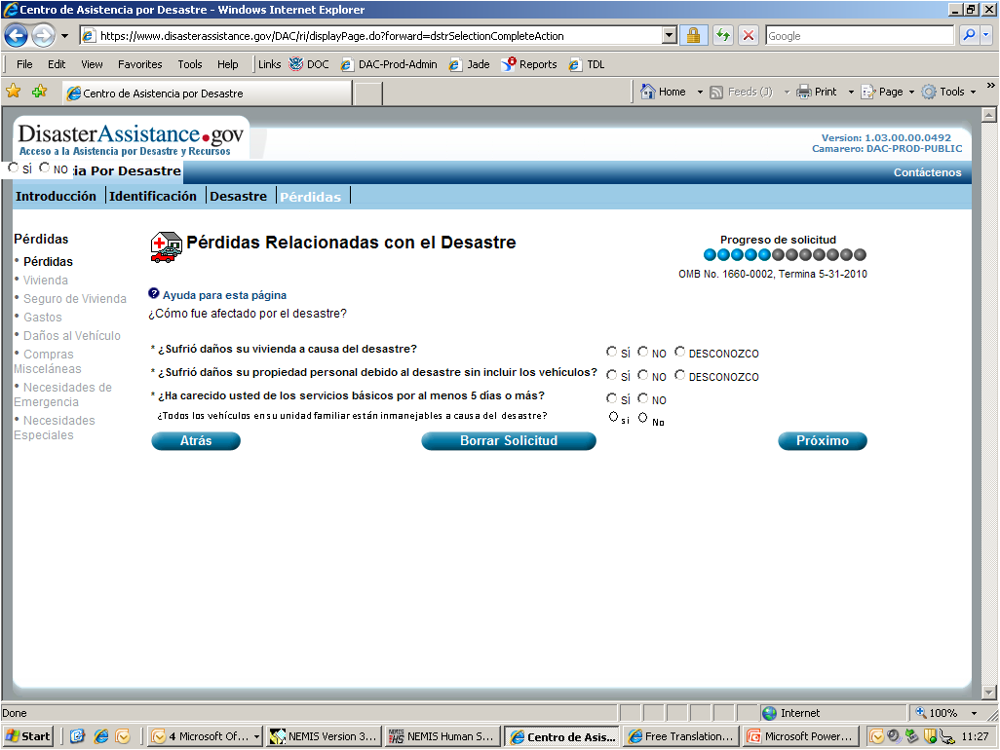 Centro de Asistencia por Desastre - Windows Internet Explorer
https://www.disasterassistance.gov/DAC/ri/displayPage.do?forward=dstrSelectionCompleteAction
Google
File Edit View Favorites Tools Help Links DOC DAC-Prod-Admin Jade Reports TDL
Centro de Asistencia por Desastre
Home Feeds (J) Print Page Tools »
DisasterAssistance.gov
Acceso a la Asistencia por Desastre y Recursos
Version: 1.03.00.00.0492
Camarero: DAC-PROD-PUBLIC
SÍ NO ia Por Desastre
Contáctenos
Introducción Identificación Desastre Pérdidas
Pérdidas
• Pérdidas
• Vivienda
• Seguro de Vivienda
• Gastos
• Daños al Vehículo
• Compras
Misceláneas
• Necesidades de
Emergencia
• Necesidades
Especiales
Pérdidas Relacionadas con el Desastre
Progreso de solicitud
OMB No. 1660-0002, Termina 5-31-2010
? Ayuda para esta página
¿Cómo fue afectado por el desastre?
* ¿Sufrió daños su vivienda a causa del desastre? SÍ NO DESCONOZCO
* ¿Sufrió daños su propiedad personal debido al desastre sin incluir los vehículos? SÍ NO DESCONOZCO
* ¿Ha carecido usted de los servicios básicos por al menos 5 días o más? SÍ NO
¿Todos los vehículos en su unidad familiar están inmanejables a causa del desastre? si No
Atrás Borrar Solicitud Próximo
Done Internet 100%
Start 4 Microsoft Of... NEMIS Version 3... NEMIS Human S... Centro de Asis... Free Translation... Microsoft Power... 11:27